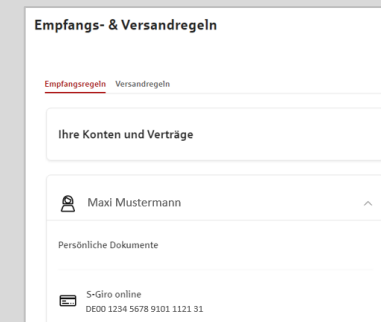 Empfangs- & Versandregeln
Empfangsregeln Versandregeln
Ihre Konten und Verträge
Maxi Mustermann
Persönliche Dokumente
S-Giro online
DE00 1234 5678 9101 1121 31